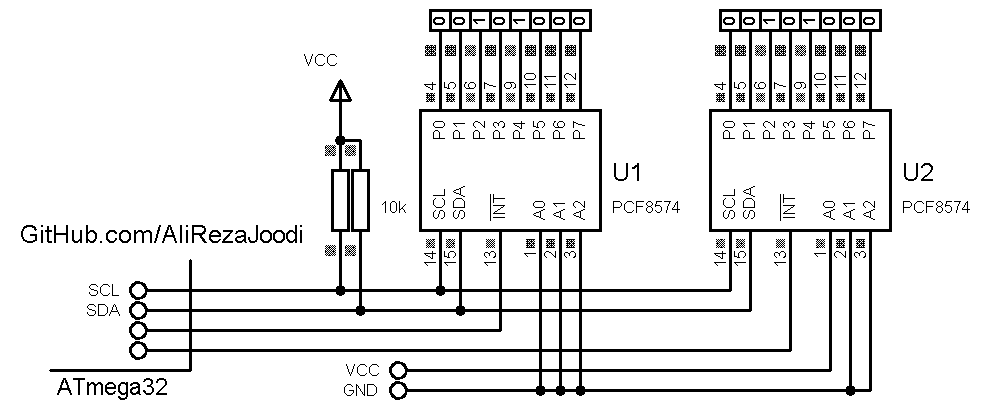 0 0 1 0 1 0 0 0
0 0 1 0 1 0 0 0
VCC
4 5 6 7 9 10 11 12
4 5 6 7 9 10 11 12
P0 P1 P2 P3 P4 P5 P6 P7
P0 P1 P2 P3 P4 P5 P6 P7
U1
U2
10k
SCL SDA INT A0 A1 A2
PCF8574
SCL SDA INT A0 A1 A2
PCF8574
GitHub.com/AliRezaJoodi
14 15 13 1 2 3
14 15 13 1 2 3
SCL
SDA
VCC
ATmega32
GND